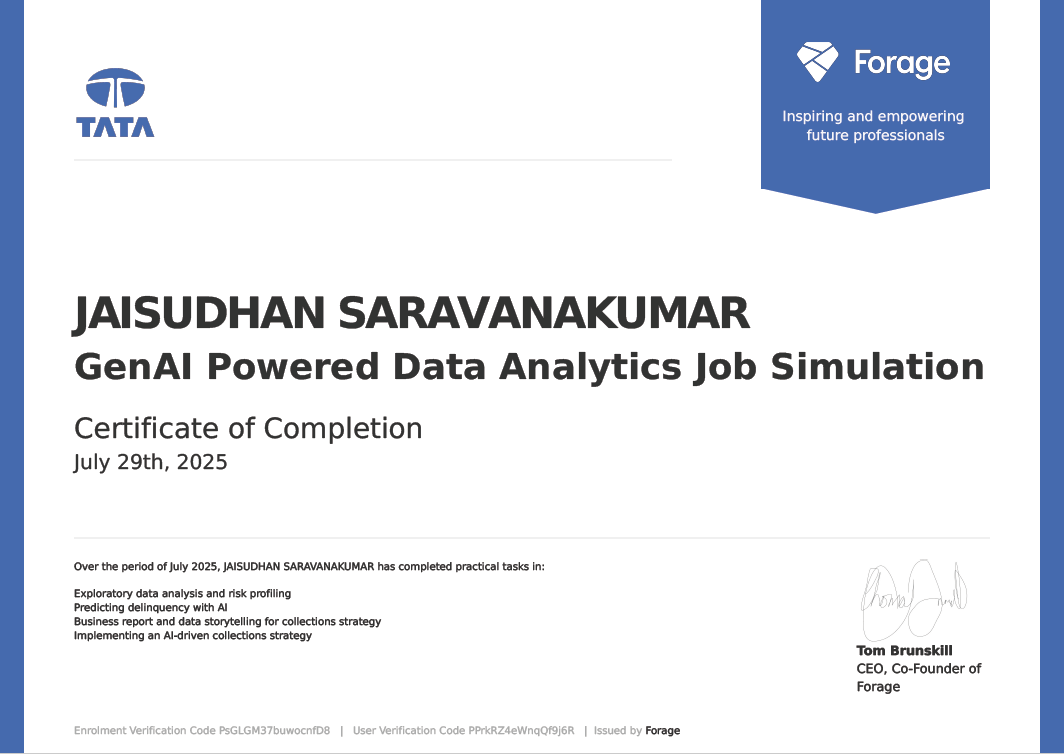 TATA
Forage
Inspiring and empowering
future professionals
JAISUDHAN SARAVANAKUMAR
GenAI Powered Data Analytics Job Simulation
Certificate of Completion
July 29th, 2025
Over the period of July 2025, JAISUDHAN SARAVANAKUMAR has completed practical tasks in:
Exploratory data analysis and risk profiling
Predicting delinquency with AI
Business report and data storytelling for collections strategy
Implementing an AI-driven collections strategy
Tom Brunskill
CEO, Co-Founder of
Forage
Enrolment Verification Code PsGLGM37buwocnfD8 | User Verification Code PPrkRZ4eWnqQf9j6R | Issued by Forage